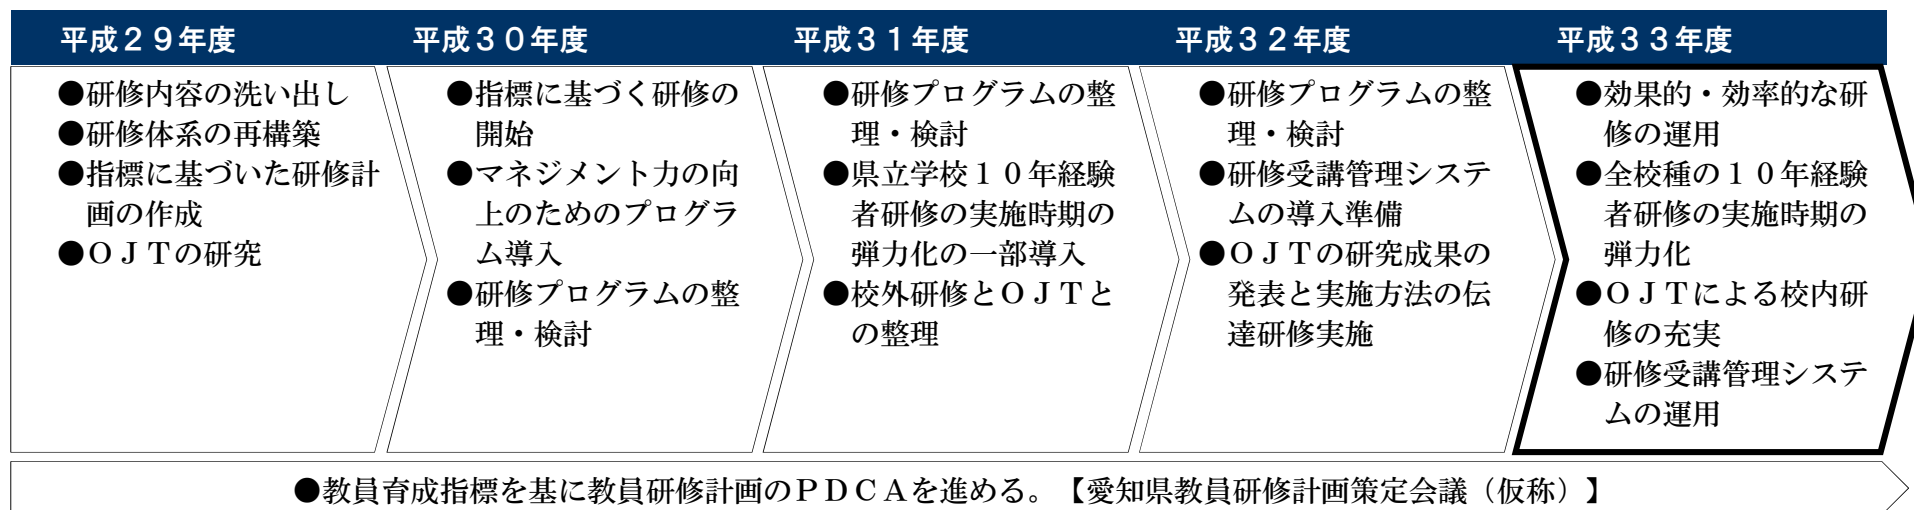 平成２９年度
平成３０年度
平成３１年度
平成３２年度
平成３３年度
●研修内容の洗い出し
●研修体系の再構築
●指標に基づいた研修計
画の作成
●ＯＪＴの研究
●指標に基づく研修の
開始
●マネジメント力の向
上のためのプログラ
ム導入
●研修プログラムの整
理・検討
●研修プログラムの整
理・検討
●県立学校１０年経験
者研修の実施時期の
弾力化の一部導入
●校外研修とＯＪＴと
の整理
●研修プログラムの整
理・検討
●研修受講管理システ
ムの導入準備
●ＯＪＴの研究成果の
発表と実施方法の伝
達研修実施
●効果的・効率的な研
修の運用
●全校種の１０年経験
者研修の実施時期の
弾力化
●ＯＪＴによる校内研
修の充実
●研修受講管理システ
ムの運用
●教員育成指標を基に教員研修計画のＰＤＣＡを進める。【愛知県教員研修計画策定会議（仮称）】